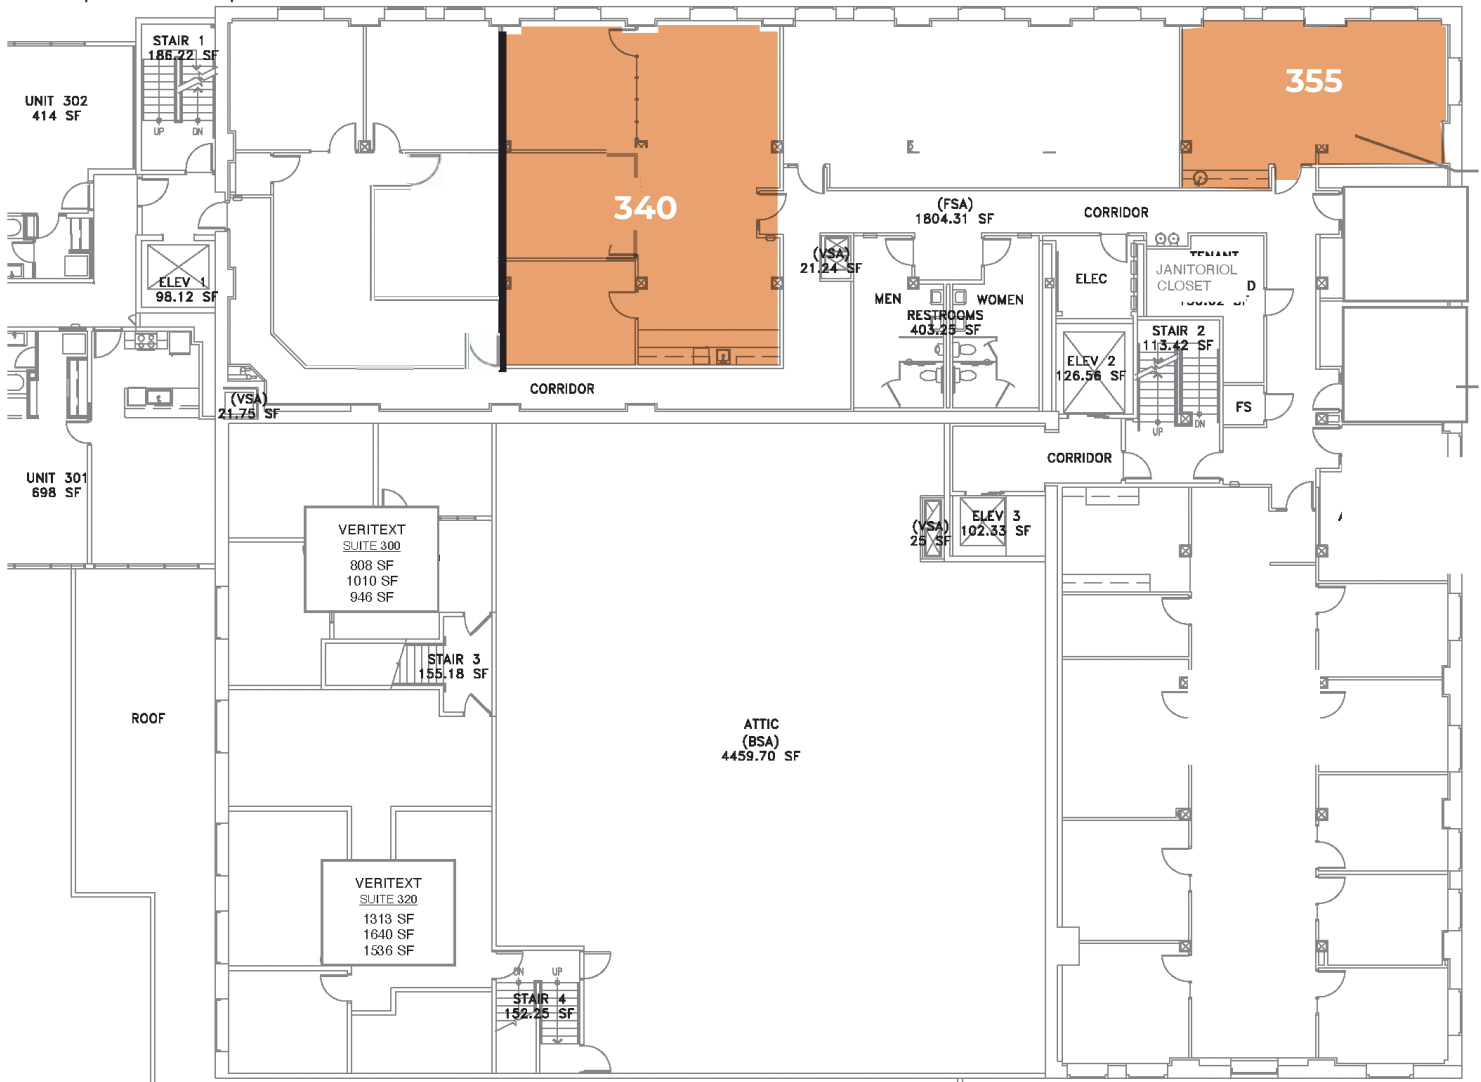 STAIR 1
186.22 SF
UNIT 302
414 SF
UP
DN
355
340
(FSA)
1804.31 SF
CORRIDOR
(VSA)
21.24 SF
ELEV 1
98.12 SF
ELEC
TENANT
JANITORIOL
CLOSET
D
MEN
WOMEN
RESTROOMS
403.25 SF
STAIR 2
113.42 SF
ELEV 2
126.56 SF
CORRIDOR
(VSA)
21.75 SF
FS
UP
DN
CORRIDOR
UNIT 301
698 SF
VERITEXT
SUITE 300
808 SF
1010 SF
946 SF
(VSA)
25 SF
ELEV 3
102.33 SF
STAIR 3
155.18 SF
ROOF
ATTIC
(BSA)
4459.70 SF
VERITEXT
SUITE 320
1313 SF
1640 SF
1536 SF
DN
UP
STAIR 4
152.25 SF